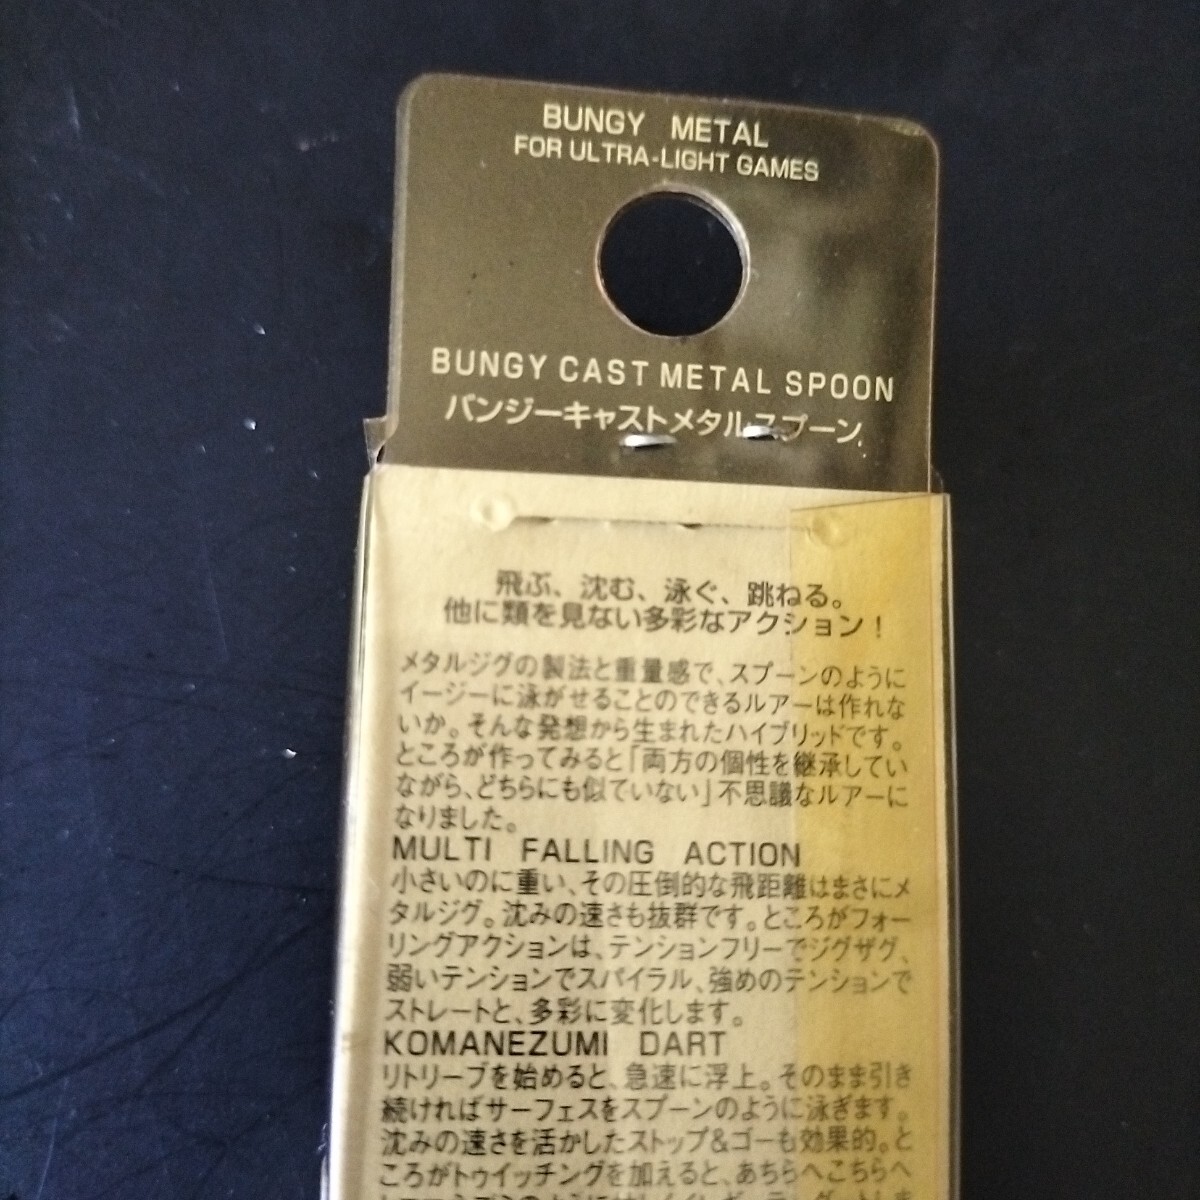 BUNGY METAL
FOR ULTRA-LIGHT GAMES
BUNGY CAST METAL SPOON
バンジーキャストメタルスプーン
飛ぶ、沈む、泳ぐ、跳ねる。
他に類を見ない多彩なアクション！
メタルジグの製法と重量感で、スプーンのように
イージーに泳がせることのできるルアーは作れな
いか。そんな発想から生まれたハイブリッドです。
ところが作ってみると「両方の個性を継承してい
ながら、どちらにも似ていない」不思議なルアーに
なりました。
MULTI FALLING ACTION
小さいのに重い、その圧倒的な飛距離はまさにメ
タルジグ。沈みの速さも抜群です。ところがフォー
リングアクションは、テンションフリーでジグザグ、
弱いテンションでスパイラル、強めのテンションで
ストレートと、多彩に変化します。
KOMANEZUMI DART
リトリーブを始めると、急速に浮上。そのまま引き
続ければサーフェスをスプーンのように泳ぎます。
沈みの速さを活かしたストップ&ゴーも効果的。と
ころがトゥイッチングを加えると、あちらへこちらへ